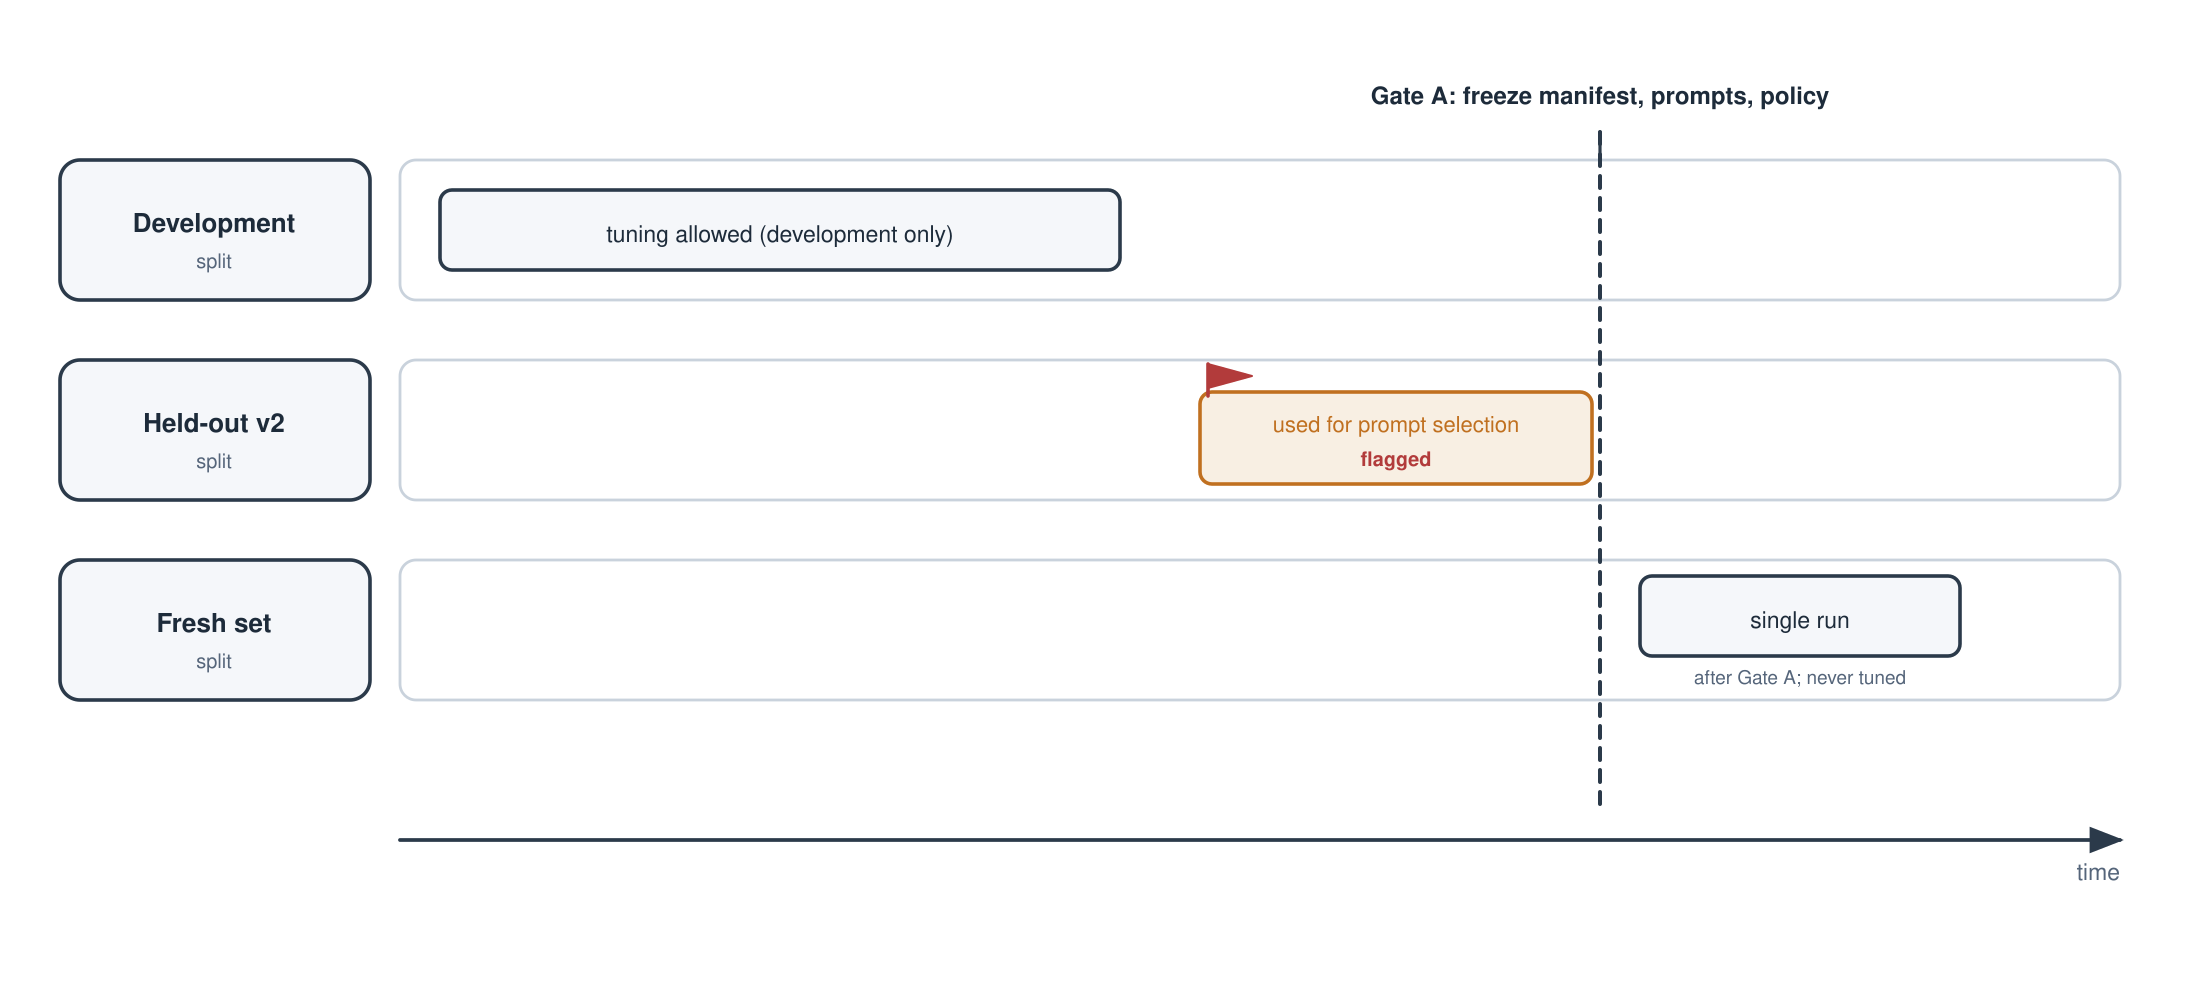 Gate A: freeze manifest, prompts, policy
Development
split
tuning allowed (development only)
Held-out v2
split
used for prompt selection
flagged
Fresh set
split
single run
after Gate A; never tuned
time